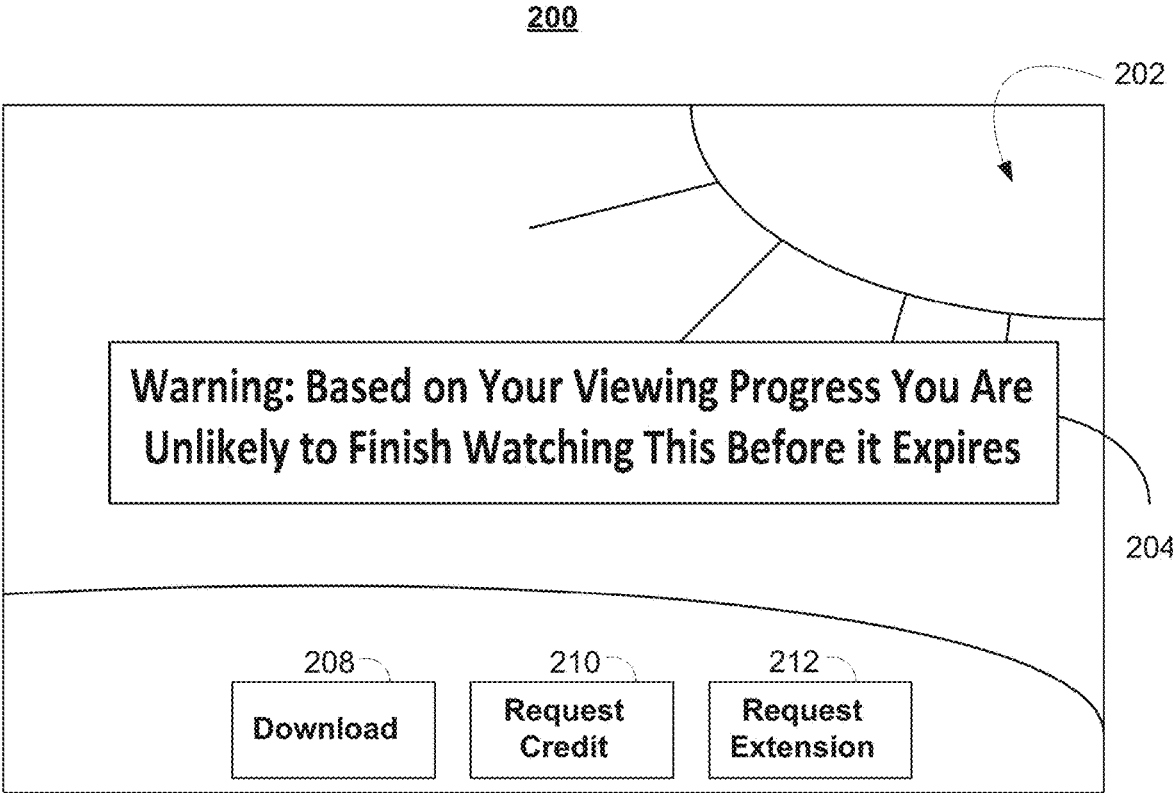 200
202
Warning: Based on Your Viewing Progress You Are
Unlikely to Finish Watching This Before it Expires
204
208
210
212
Download
Request
Credit
Request
Extension